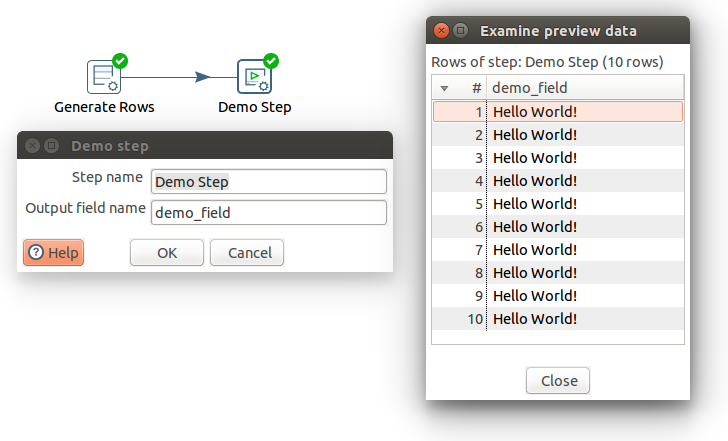 Generate Rows
Demo Step
Demo step
Step name
Demo Step
Output field name
demo_field
? Help
OK
Cancel
Examine preview data
Rows of step: Demo Step (10 rows)
# demo_field
1 Hello World!
2 Hello World!
3 Hello World!
4 Hello World!
5 Hello World!
6 Hello World!
7 Hello World!
8 Hello World!
9 Hello World!
10 Hello World!
Close